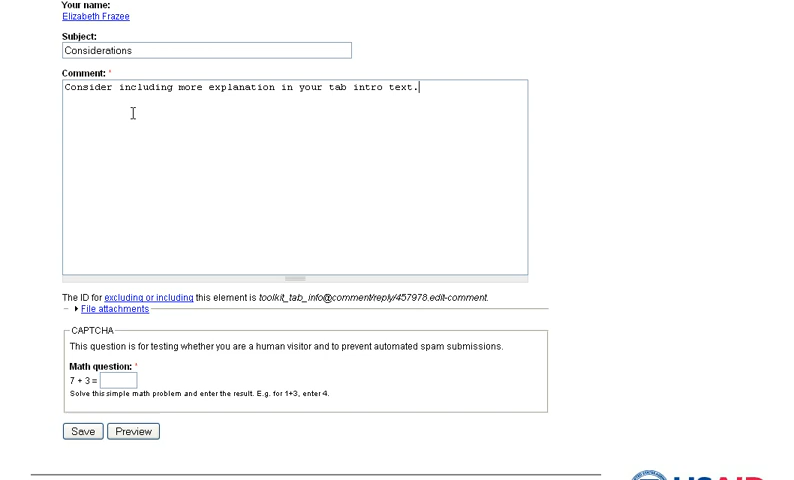 Your name:
Elizabeth Frazee
Subject:
Considerations
Comment: *
Consider including more explanation in your tab intro text.
The ID for excluding or including this element is toolkit_tab_info@comment/reply/457978.edit-comment.
File attachments
CAPTCHA
This question is for testing whether you are a human visitor and to prevent automated spam submissions.
Math question: *
7 + 3 =
Solve this simple math problem and enter the result. E.g. for 1+3, enter 4.
Save Preview
USAID